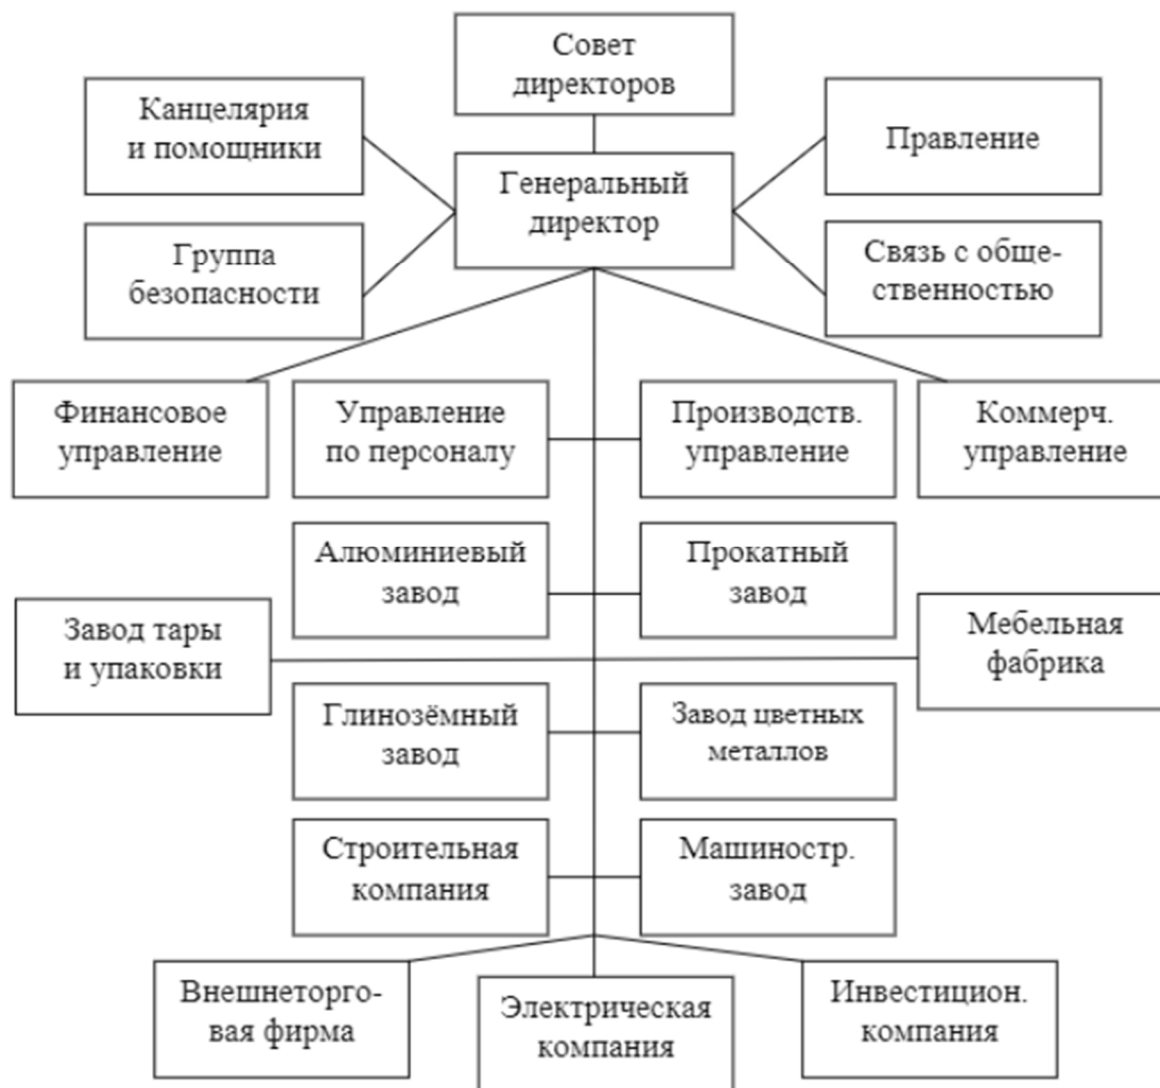 Совет
директоров
Канцелярия
и помощники
Правление
Генеральный
директор
Группа
безопасности
Связь с обще-
ственностью
Финансовое
управление
Управление
по персоналу
Производств.
управление
Коммерч.
управление
Алюминиевый
завод
Прокатный
завод
Завод тары
и упаковки
Мебельная
фабрика
Глинозёмный
завод
Завод цветных
металлов
Строительная
компания
Машиностр.
завод
Внешнеторго-
вая фирма
Электрическая
компания
Инвестицион.
компания